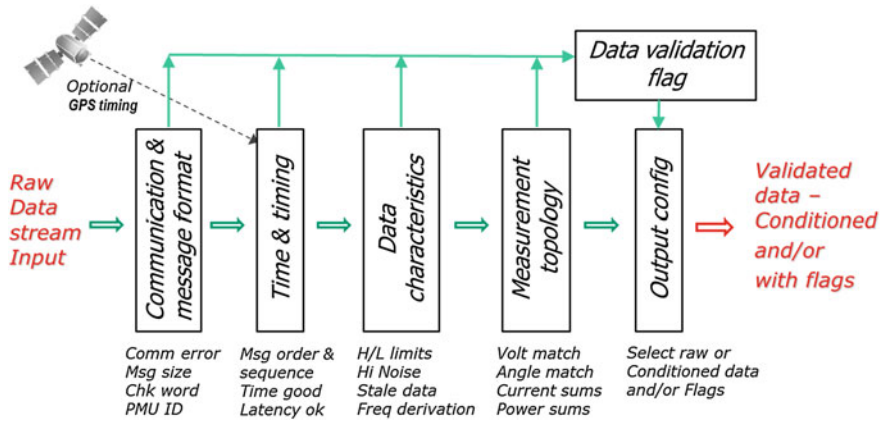 Optional
GPS timing
Data validation
flag
Raw
Data
stream
Input
Communication &
message format
Time & timing
Data
characteristics
Measurement
topology
Output config
Validated
data –
Conditioned
and/or
with flags
Comm error
Msg size
Chk word
PMU ID
Msg order &
sequence
Time good
Latency ok
H/L limits
Hi Noise
Stale data
Freq derivation
Volt match
Angle match
Current sums
Power sums
Select raw or
Conditioned data
and/or Flags